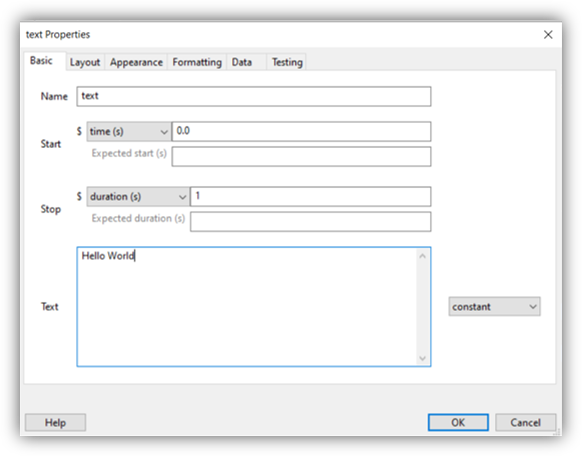 text Properties
Basic Layout Appearance Formatting Data Testing
Name text
Start $ time (s) 0.0
Expected start (s)
Stop $ duration (s) 1
Expected duration (s)
Hello World
Text constant
Help OK Cancel